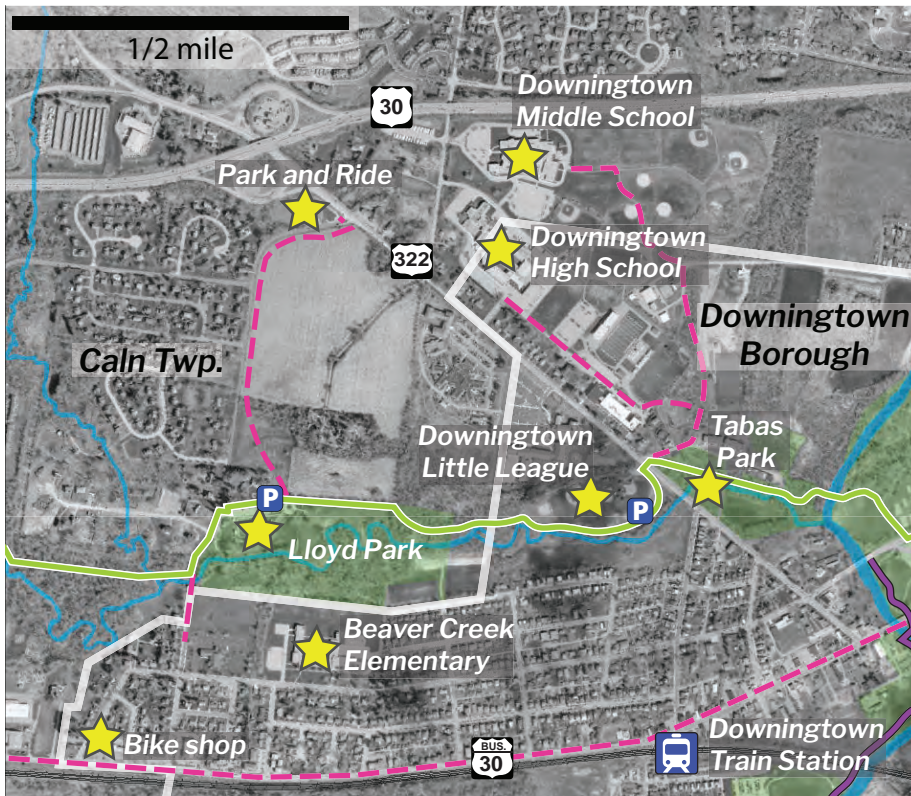 1/2 mile
Downingtown
Middle School
30
Park and Ride
Downingtown
High School
322
Downingtown
Borough
Caln Twp.
Downingtown
Little League
Tabas
Park
P
P
Lloyd Park
Beaver Creek
Elementary
Bike shop
BUS.
30
Downingtown
Train Station